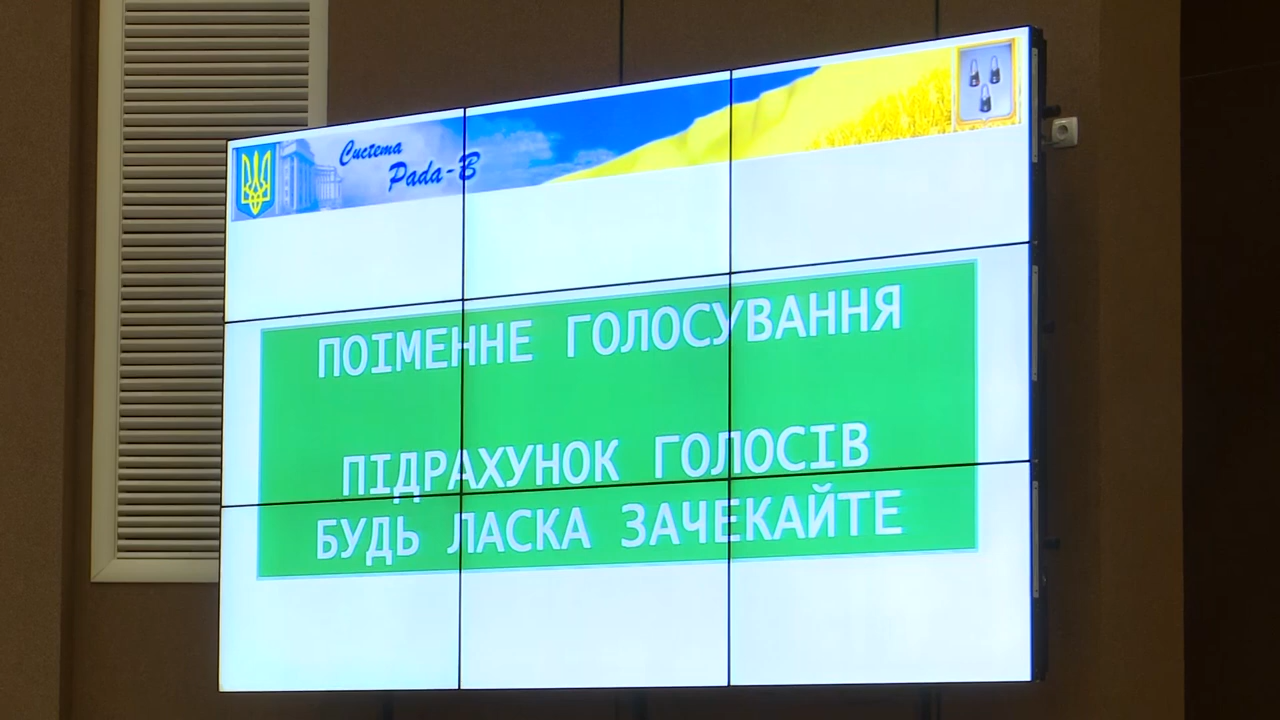 Система
Рада-В
ПОІМЕННЕ ГОЛОСУВАННЯ
ПІДРАХУНОК ГОЛОСІВ
БУДЬ ЛАСКА ЗАЧЕКАЙТЕ